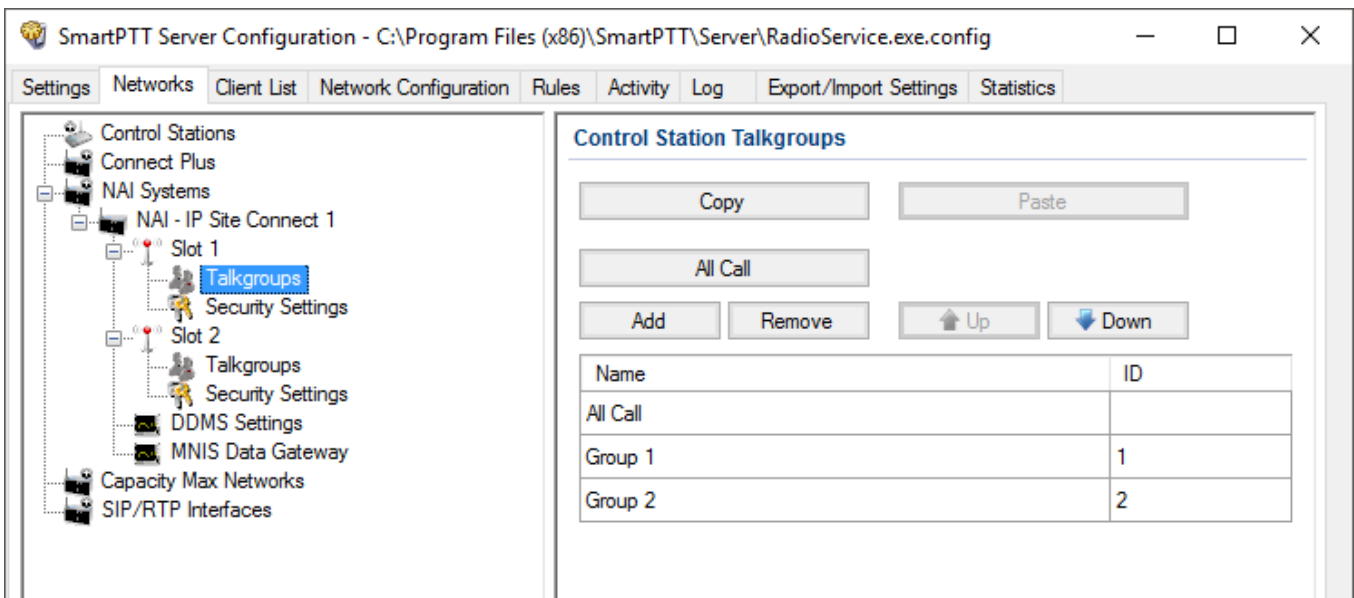 SmartPTT Server Configuration - C:\Program Files (x86)\SmartPTT\Server\RadioService.exe.config
Settings Networks Client List Network Configuration Rules Activity Log Export/Import Settings Statistics
Control Stations
Connect Plus
NAI Systems
NAI - IP Site Connect 1
Slot 1
Talkgroups
Security Settings
Slot 2
Talkgroups
Security Settings
DDMS Settings
MNIS Data Gateway
Capacity Max Networks
SIP/RTP Interfaces
Control Station Talkgroups
Copy Paste
All Call
Add Remove Up Down
Name ID
All Call
Group 1 1
Group 2 2